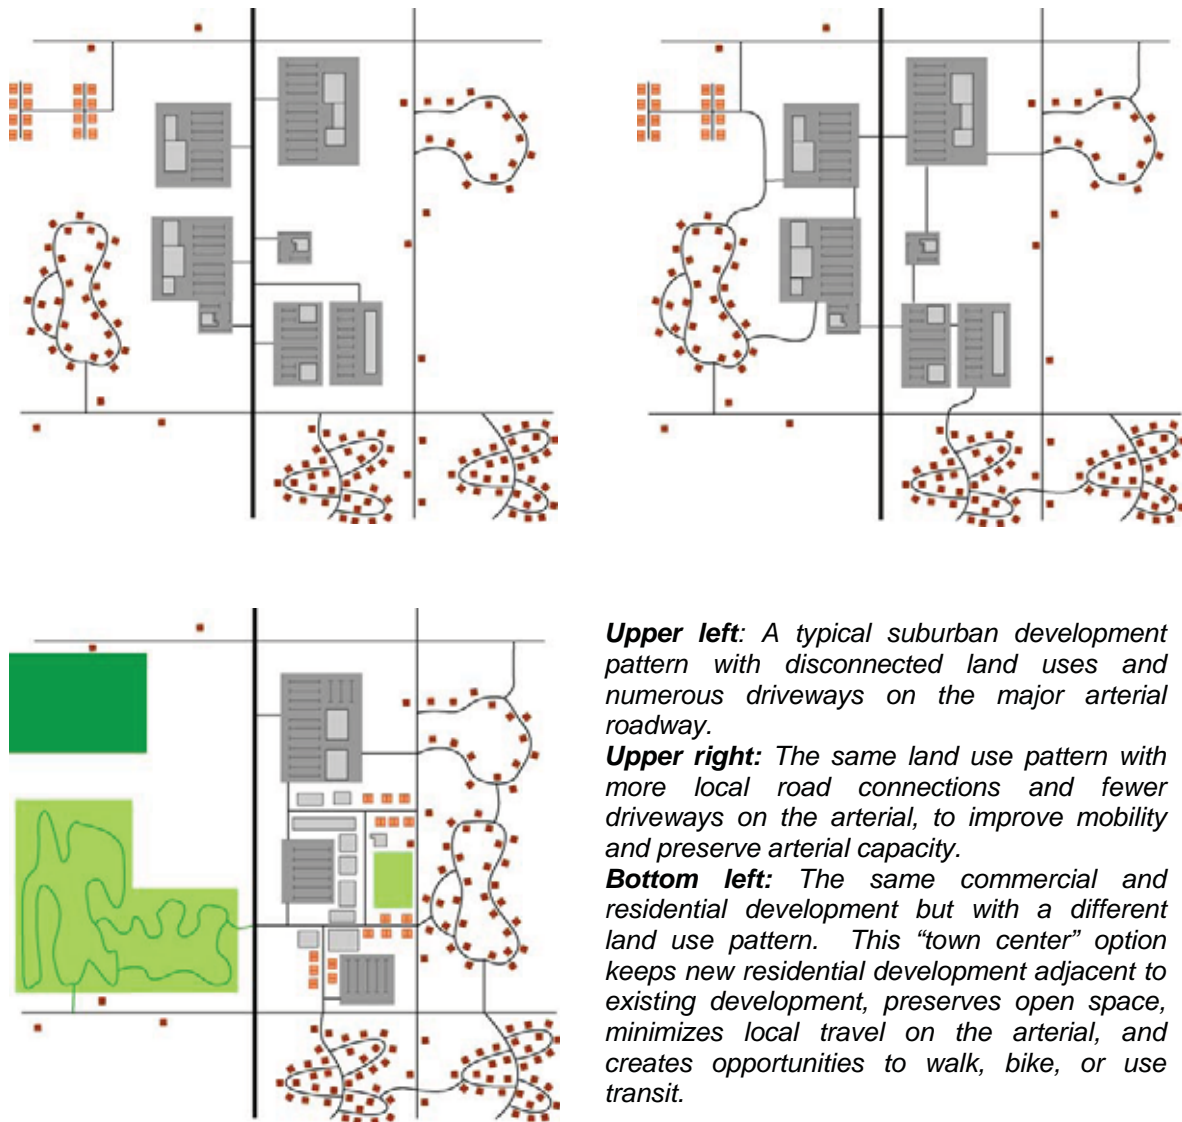 Upper left: A typical suburban development
pattern with disconnected land uses and
numerous driveways on the major arterial
roadway.
Upper right: The same land use pattern with
more local road connections and fewer
driveways on the arterial, to improve mobility
and preserve arterial capacity.
Bottom left: The same commercial and
residential development but with a different
land use pattern. This “town center” option
keeps new residential development adjacent to
existing development, preserves open space,
minimizes local travel on the arterial, and
creates opportunities to walk, bike, or use
transit.